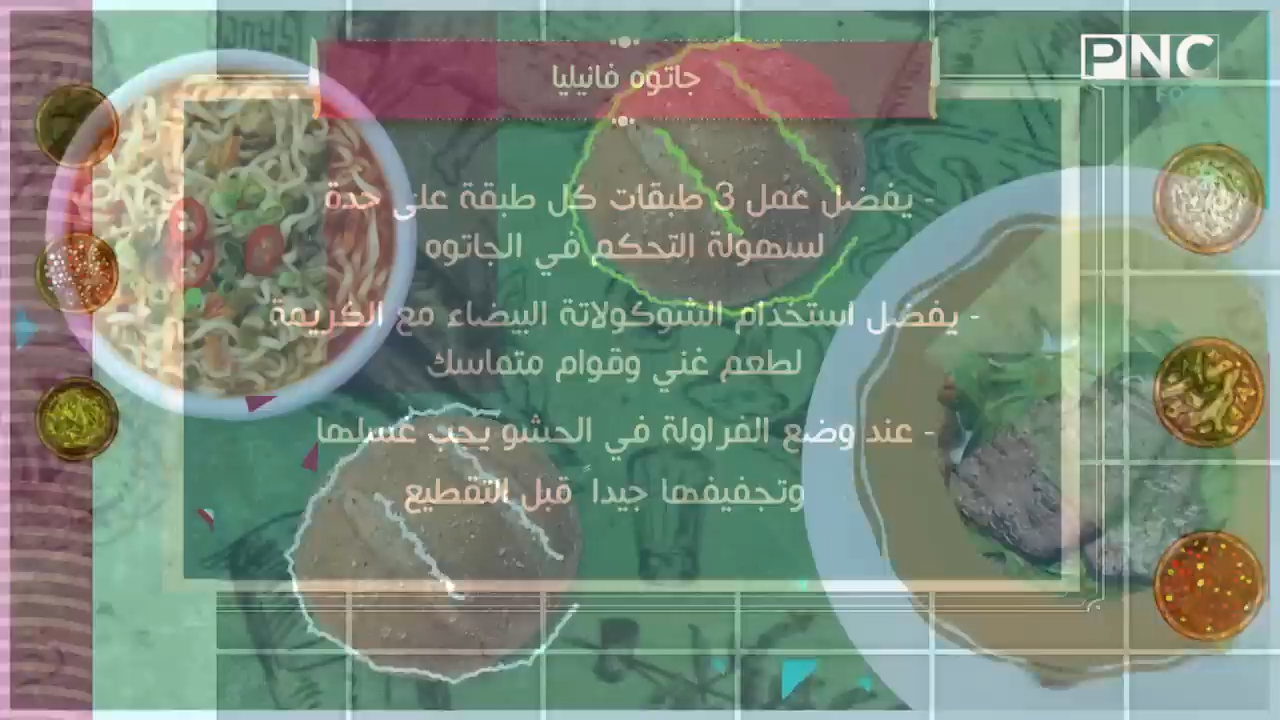 PNC
FOOD
جاتوه فانيليا
- يفضل عمل 3 طبقات كل طبقة على حدة
لسهولة التحكم في الجاتوه
- يفضل استخدام الشوكولاتة البيضاء مع الكريمة
لطعم غني وقوام متماسك
- عند وضع الفراولة في الحشو يجب غسلها
وتجفيفها جيداً قبل التقطيع